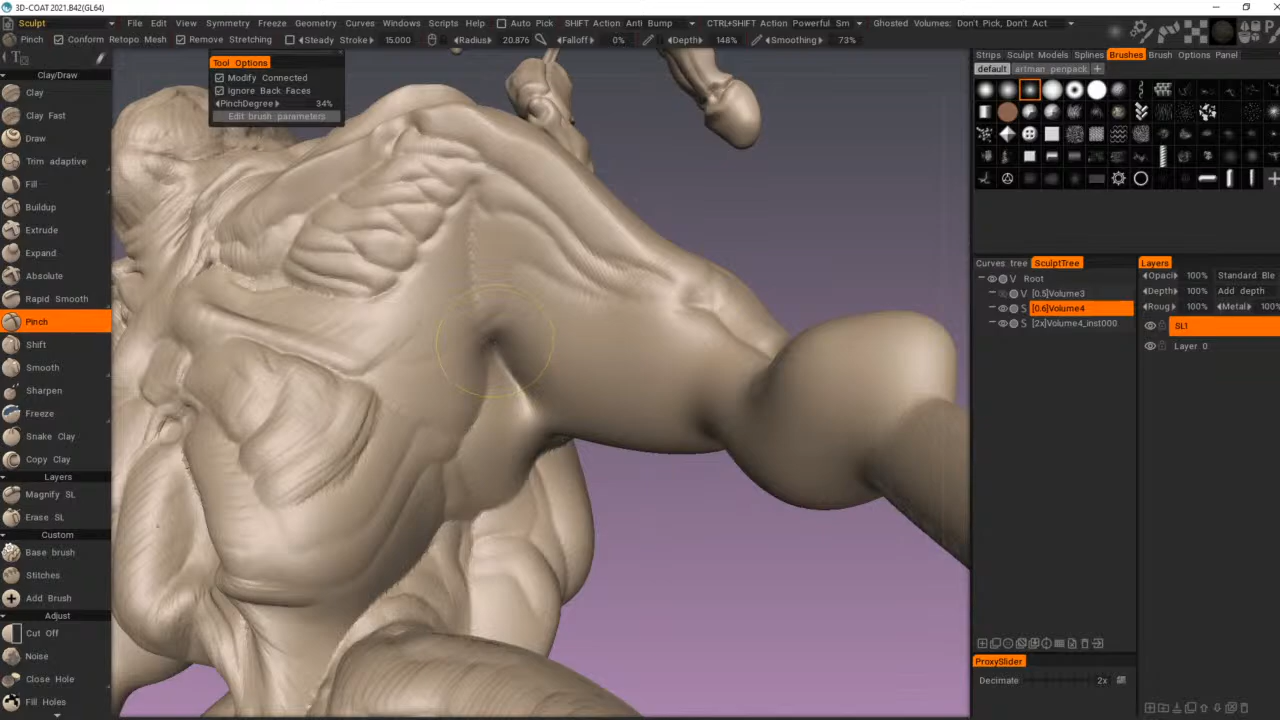 3D-COAT 2021.B42(GL64)
Sculpt File Edit View Symmetry Freeze Geometry Curves Windows Scripts Help Auto Pick SHIFT Action Anti Bump CTRL+SHIFT Action Powerful Sm Ghosted Volumes: Don't Pick, Don't Act
Pinch Conform Retopo Mesh Remove Stretching Steady Stroke 15.000 Radius 20.876 Falloff 0% Depth 148% Smoothing 73%
Strips Sculpt Models Splines Brushes Brush Options Panel
Tool Options
default artman penpack +
Clay/Draw
Modify Connected
Ignore Back Faces
PinchDegree 34%
Edit brush parameters
Clay
Clay Fast
Draw
Trim adaptive
Fill
Buildup
Extrude
Expand
Absolute
Rapid Smooth
Pinch
Shift
Smooth
Sharpen
Freeze
Snake Clay
Copy Clay
Layers
Magnify SL
Erase SL
Custom
Base brush
Stitches
Add Brush
Adjust
Cut Off
Noise
Close Hole
Fill Holes
Curves tree SculptTree
V Root
V [0.5]Volume3
S [0.6]Volume4
S [2x]Volume4_inst000
ProxySlider
Decimate 2x
Layers
Opaci 100% Standard Ble
Depth 100% Add depth
Roug 100% Metal 100%
SL1
Layer 0